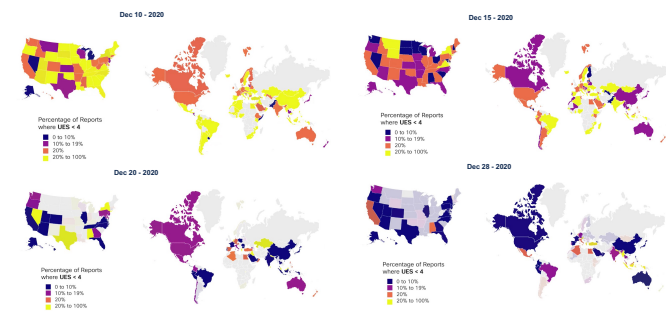 Dec 10 - 2020
Percentage of Reports
where UES < 4
0 to 10%
10% to 19%
20%
20% to 100%
Dec 15 - 2020
Percentage of Reports
where UES < 4
0 to 10%
10% to 19%
20%
20% to 100%
Dec 20 - 2020
Percentage of Reports
where UES < 4
0 to 10%
10% to 19%
20%
20% to 100%
Dec 28 - 2020
Percentage of Reports
where UES < 4
0 to 10%
10% to 19%
20%
20% to 100%